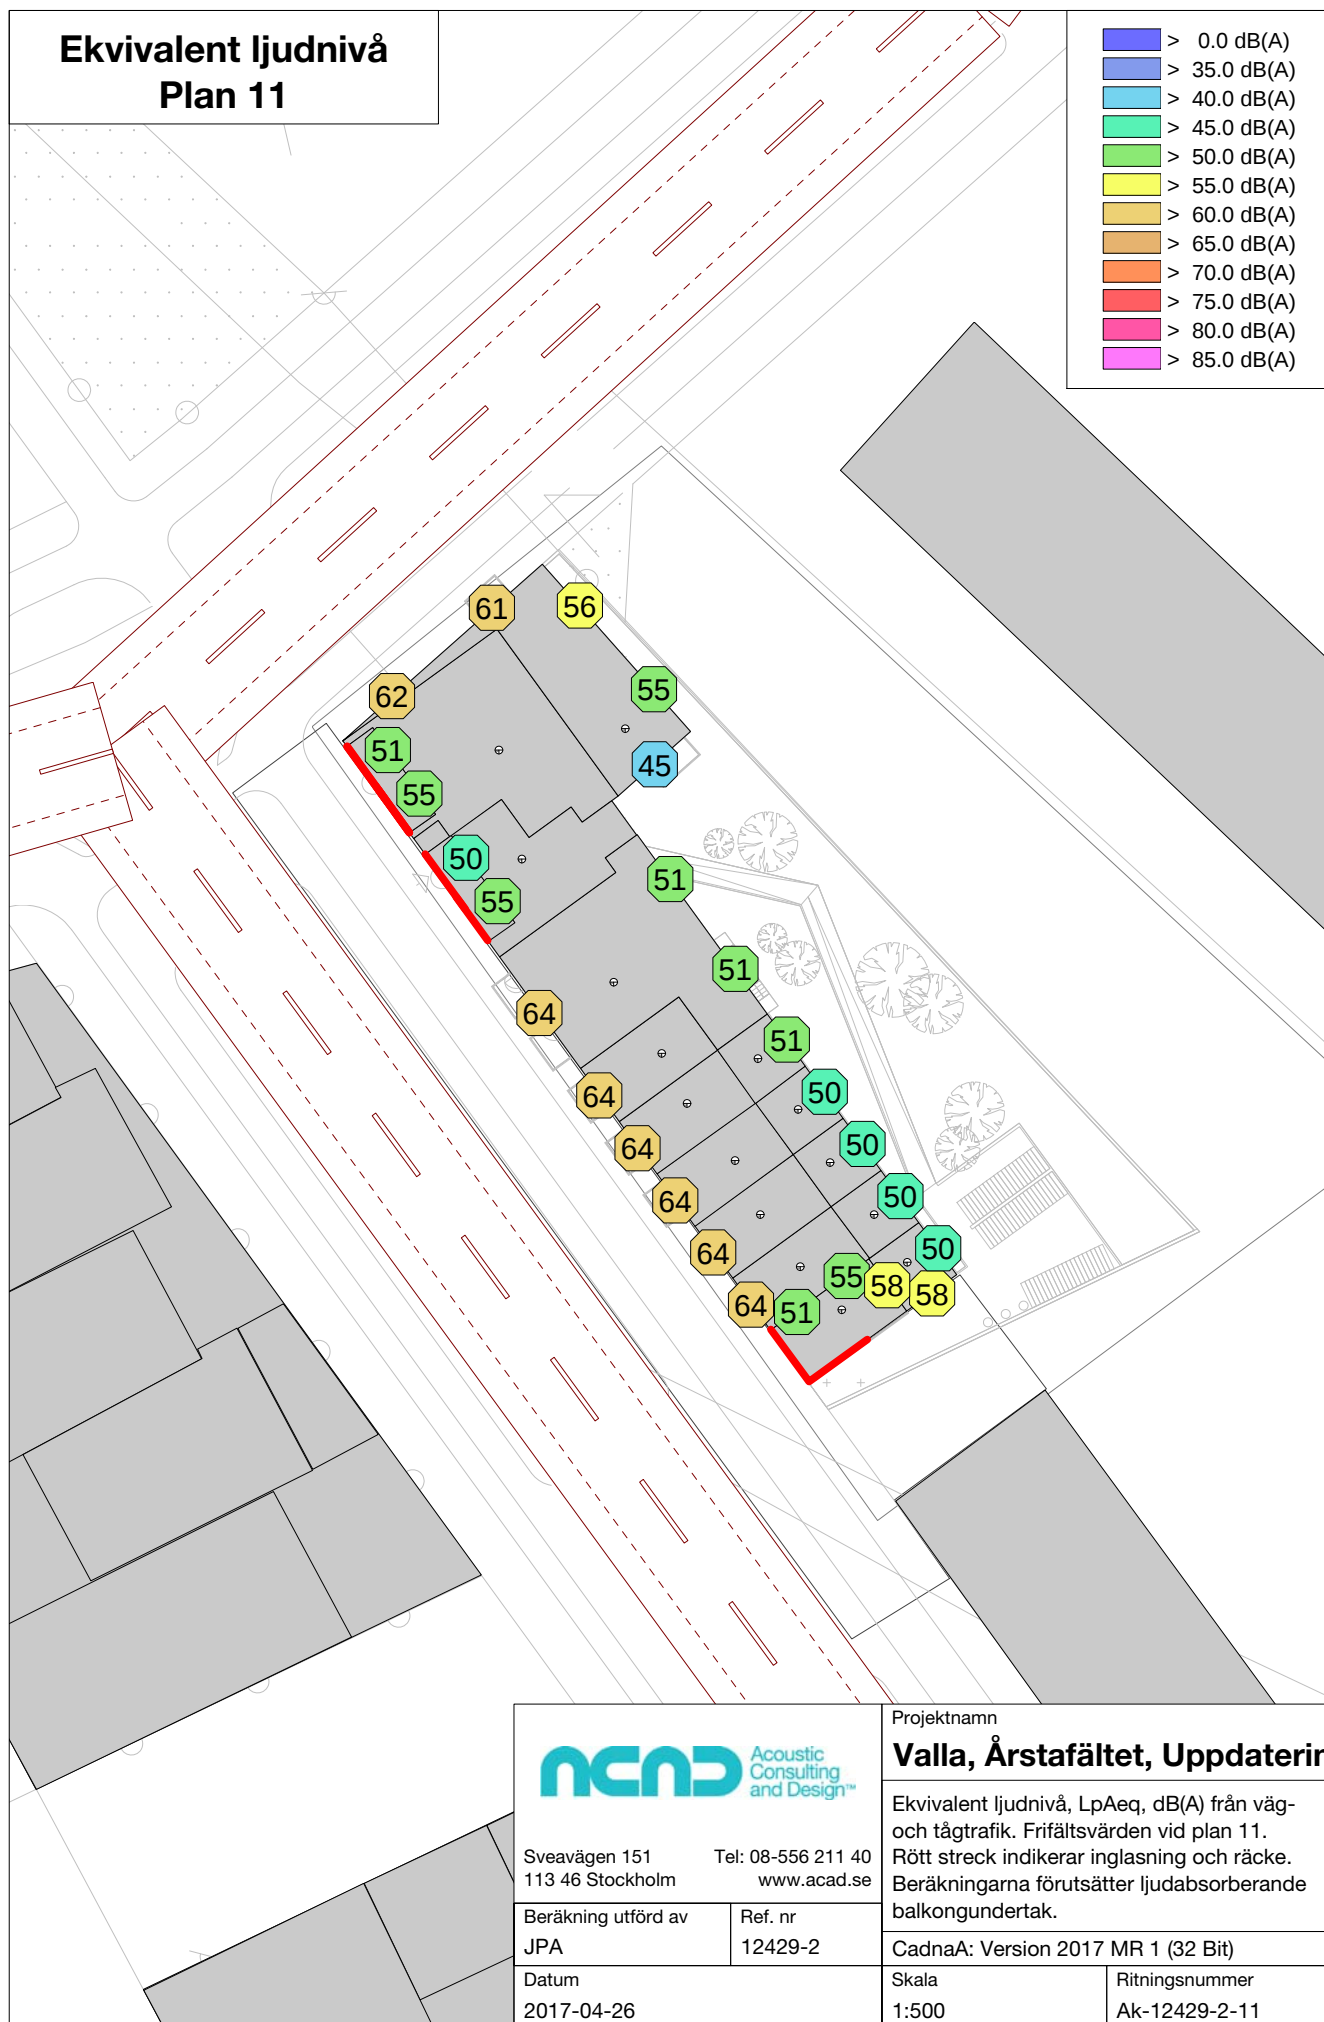 Ekvivalent ljudnivå
Plan 11
> 0.0 dB(A)
> 35.0 dB(A)
> 40.0 dB(A)
> 45.0 dB(A)
> 50.0 dB(A)
> 55.0 dB(A)
> 60.0 dB(A)
> 65.0 dB(A)
> 70.0 dB(A)
> 75.0 dB(A)
> 80.0 dB(A)
> 85.0 dB(A)
61
56
62
55
51
45
55
50
51
55
51
64
51
64
50
64
50
64
50
64
50
55
58
58
64
51
ACAD
Acoustic
Consulting
and Design™
Sveavägen 151
113 46 Stockholm
Tel: 08-556 211 40
www.acad.se
Beräkning utförd av
JPA
Ref. nr
12429-2
Datum
2017-04-26
Projektnamn
Valla, Årstafältet, Uppdaterin
Ekvivalent ljudnivå, LpAeq, dB(A) från väg-
och tågtrafik. Frifältsvärden vid plan 11.
Rött streck indikerar inglasning och räcke.
Beräkningarna förutsätter ljudabsorberande
balkongundertak.
CadnaA: Version 2017 MR 1 (32 Bit)
Skala
1:500
Ritningsnummer
Ak-12429-2-11